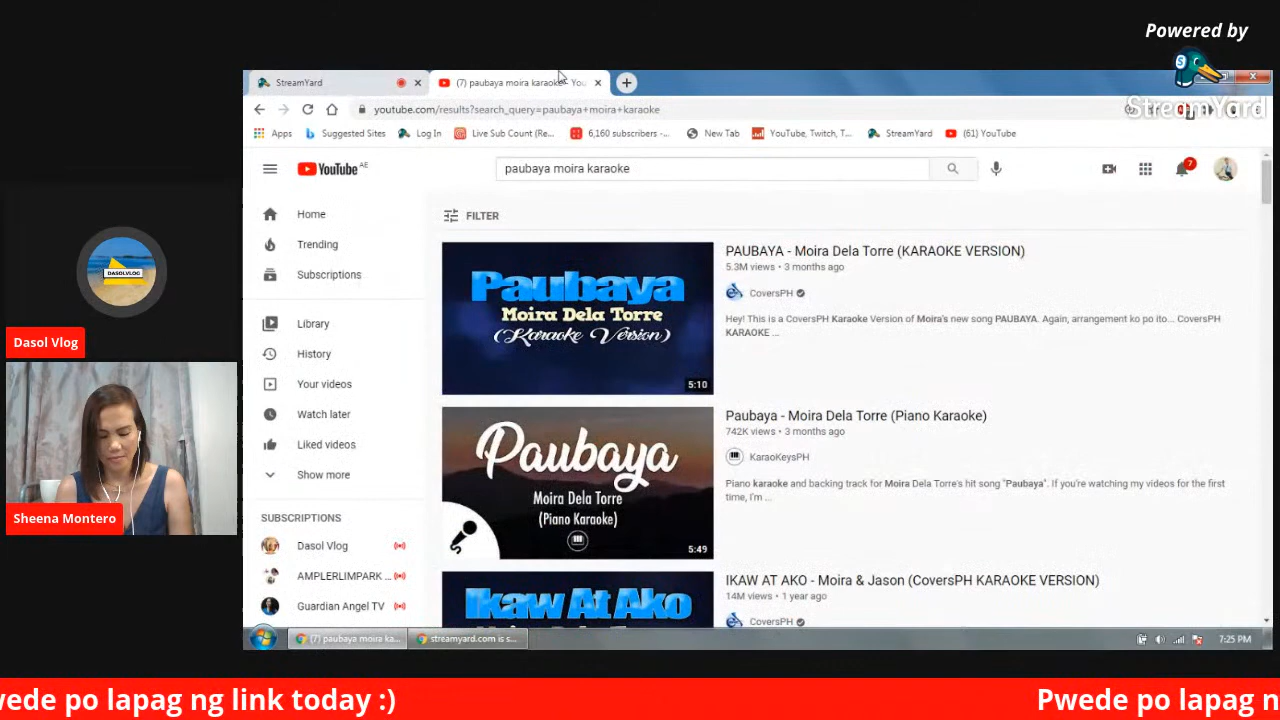 Powered by
StreamYard
StreamYard
(7) paubaya moira karaoke - You
youtube.com/results?search_query=paubaya+moira+karaoke
Apps
Suggested Sites
Log In
Live Sub Count (Re...
6,160 subscribers -...
New Tab
YouTube, Twitch, T...
StreamYard
(61) YouTube
YouTube AE
paubaya moira karaoke
7
Home
Trending
Subscriptions
Library
History
Your videos
Watch later
Liked videos
Show more
SUBSCRIPTIONS
Dasol Vlog
AMPLERLIMPARK ...
Guardian Angel TV
FILTER
Paubaya
Moira Dela Torre
(Karaoke Version)
5:10
PAUBAYA - Moira Dela Torre (KARAOKE VERSION)
5.3M views • 3 months ago
CoversPH
Hey! This is a CoversPH Karaoke Version of Moira's new song PAUBAYA. Again, arrangement ko po ito... CoversPH
KARAOKE ...
Paubaya
Moira Dela Torre
(Piano Karaoke)
5:49
Paubaya - Moira Dela Torre (Piano Karaoke)
742K views • 3 months ago
KaraoKeysPH
Piano karaoke and backing track for Moira Dela Torre's hit song "Paubaya". If you're watching my videos for the first
time, I'm ...
Ikaw At Ako
IKAW AT AKO - Moira & Jason (CoversPH KARAOKE VERSION)
14M views • 1 year ago
CoversPH
DASOLVLOG
Dasol Vlog
Sheena Montero
(7) paubaya moira ka...
streamyard.com is s...
7:25 PM
wede po lapag ng link today :)
Pwede po lapag n